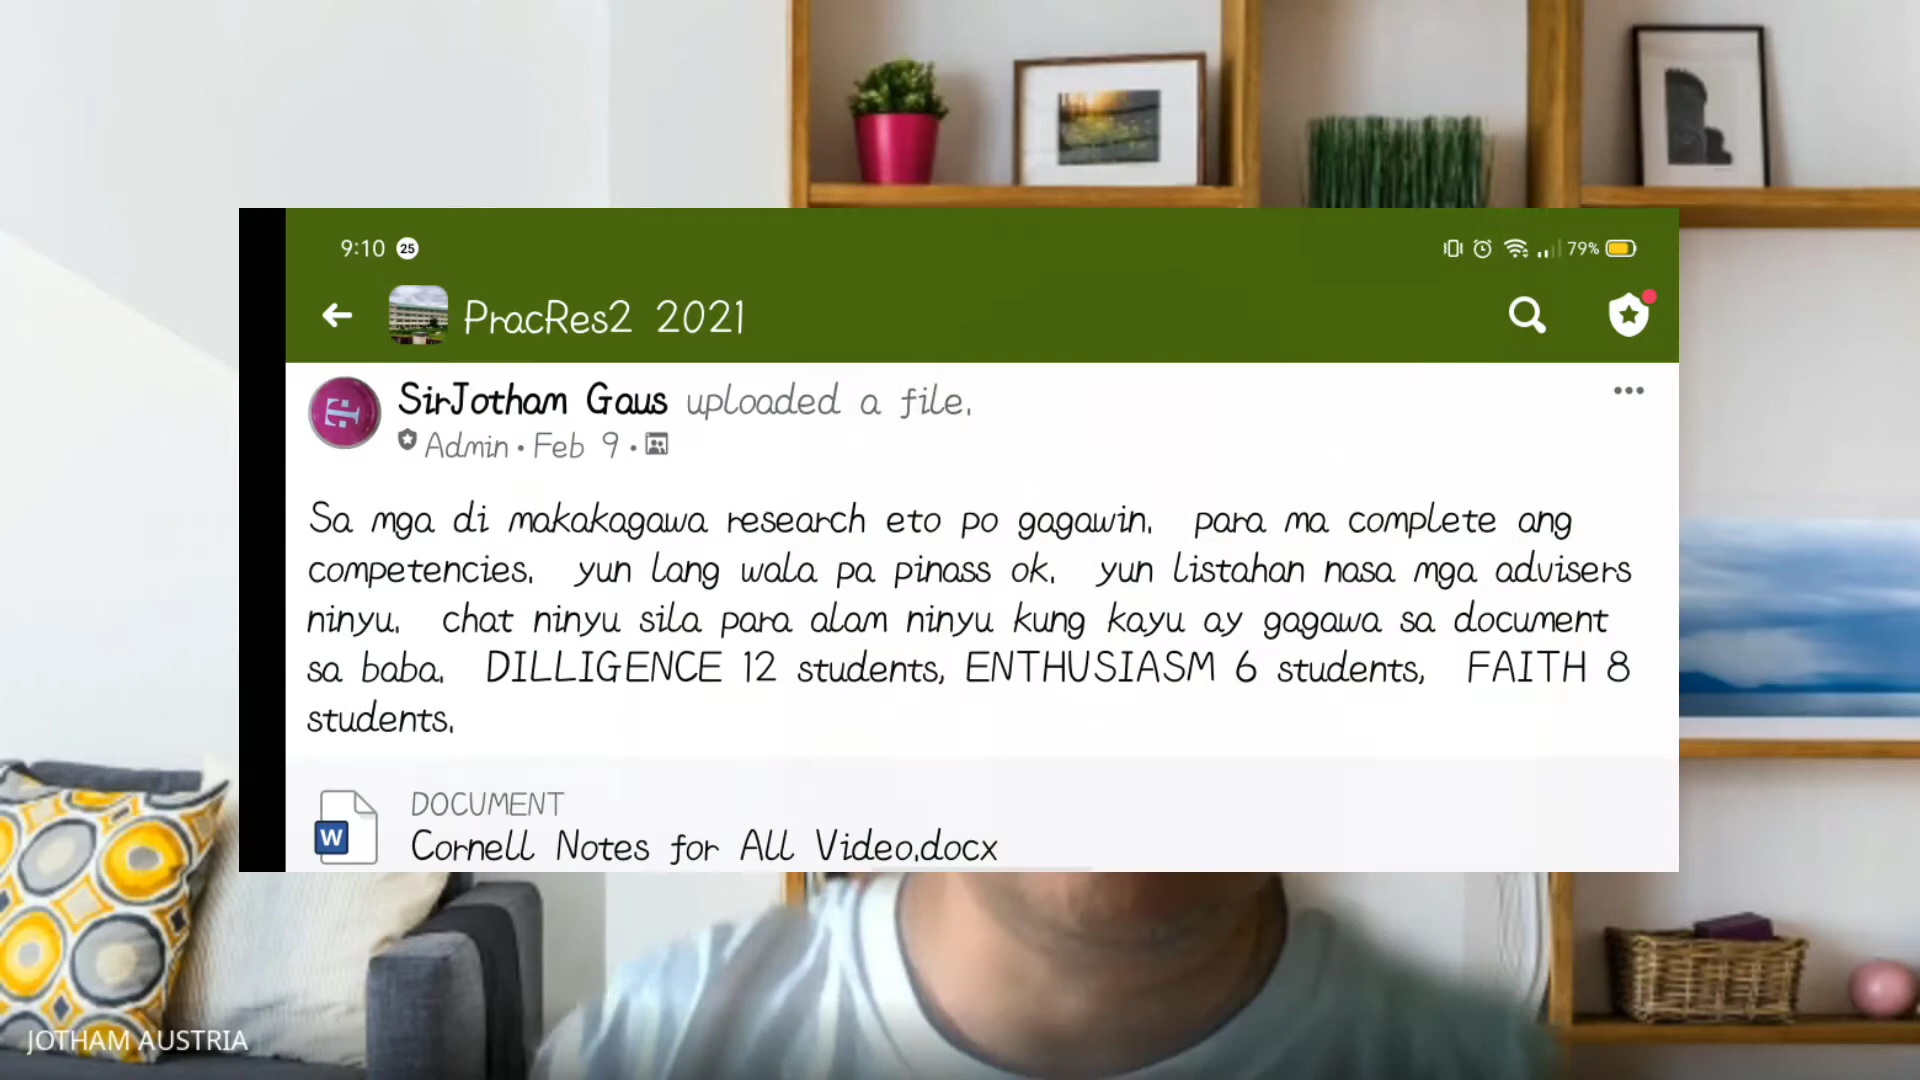 9:10 25 79%
PracRes2 2021
SirJotham Gaus uploaded a file.
Admin • Feb 9 •
Sa mga di makakagawa research eto po gagawin. para ma complete ang
competencies. yun lang wala pa pinass ok. yun listahan nasa mga advisers
ninyu. chat ninyu sila para alam ninyu kung kayu ay gagawa sa document
sa baba. DILLIGENCE 12 students, ENTHUSIASM 6 students, FAITH 8
students.
DOCUMENT
W
Cornell Notes for All Video.docx
JOTHAM AUSTRIA